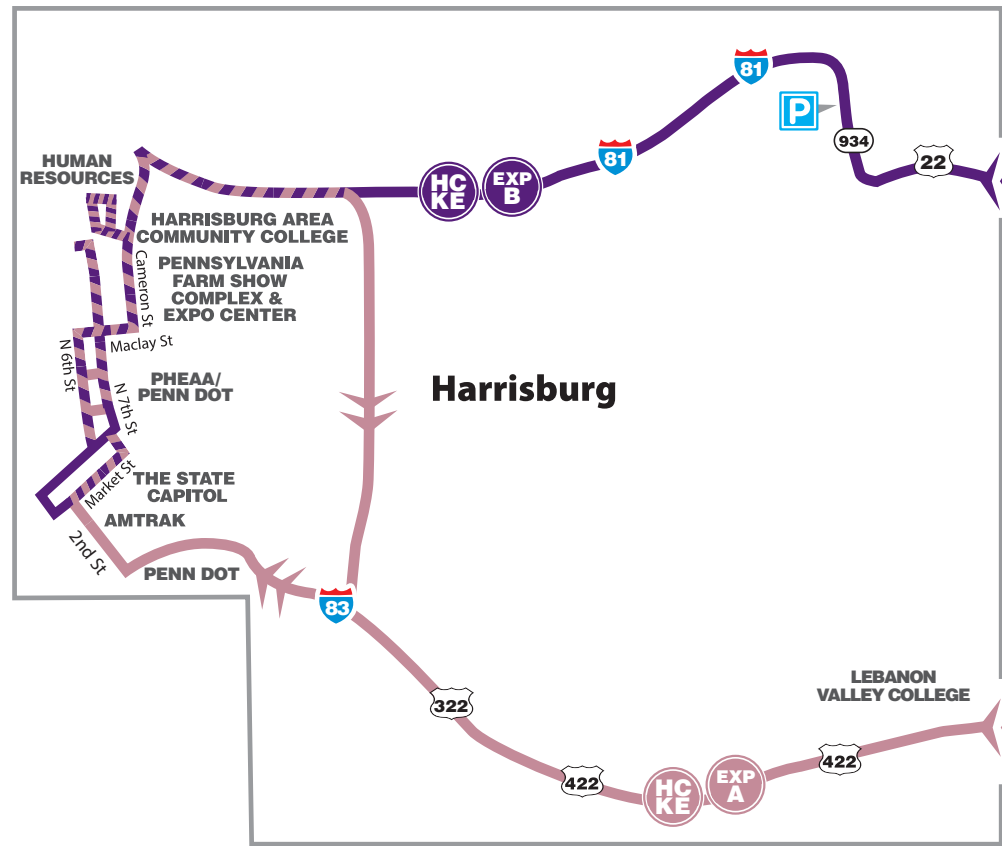 81
P
934
81
22
HUMAN
RESOURCES
HC
KE
EXP
B
HARRISBURG AREA
COMMUNITY COLLEGE
Cameron St
PENNSYLVANIA
FARM SHOW
COMPLEX &
EXPO CENTER
Maclay St
N 6th St
PHEAA/
PENN DOT
N 7th St
Harrisburg
Market St
THE STATE
CAPITOL
AMTRAK
2nd St
PENN DOT
83
LEBANON
VALLEY COLLEGE
322
422
422
HC
KE
EXP
A